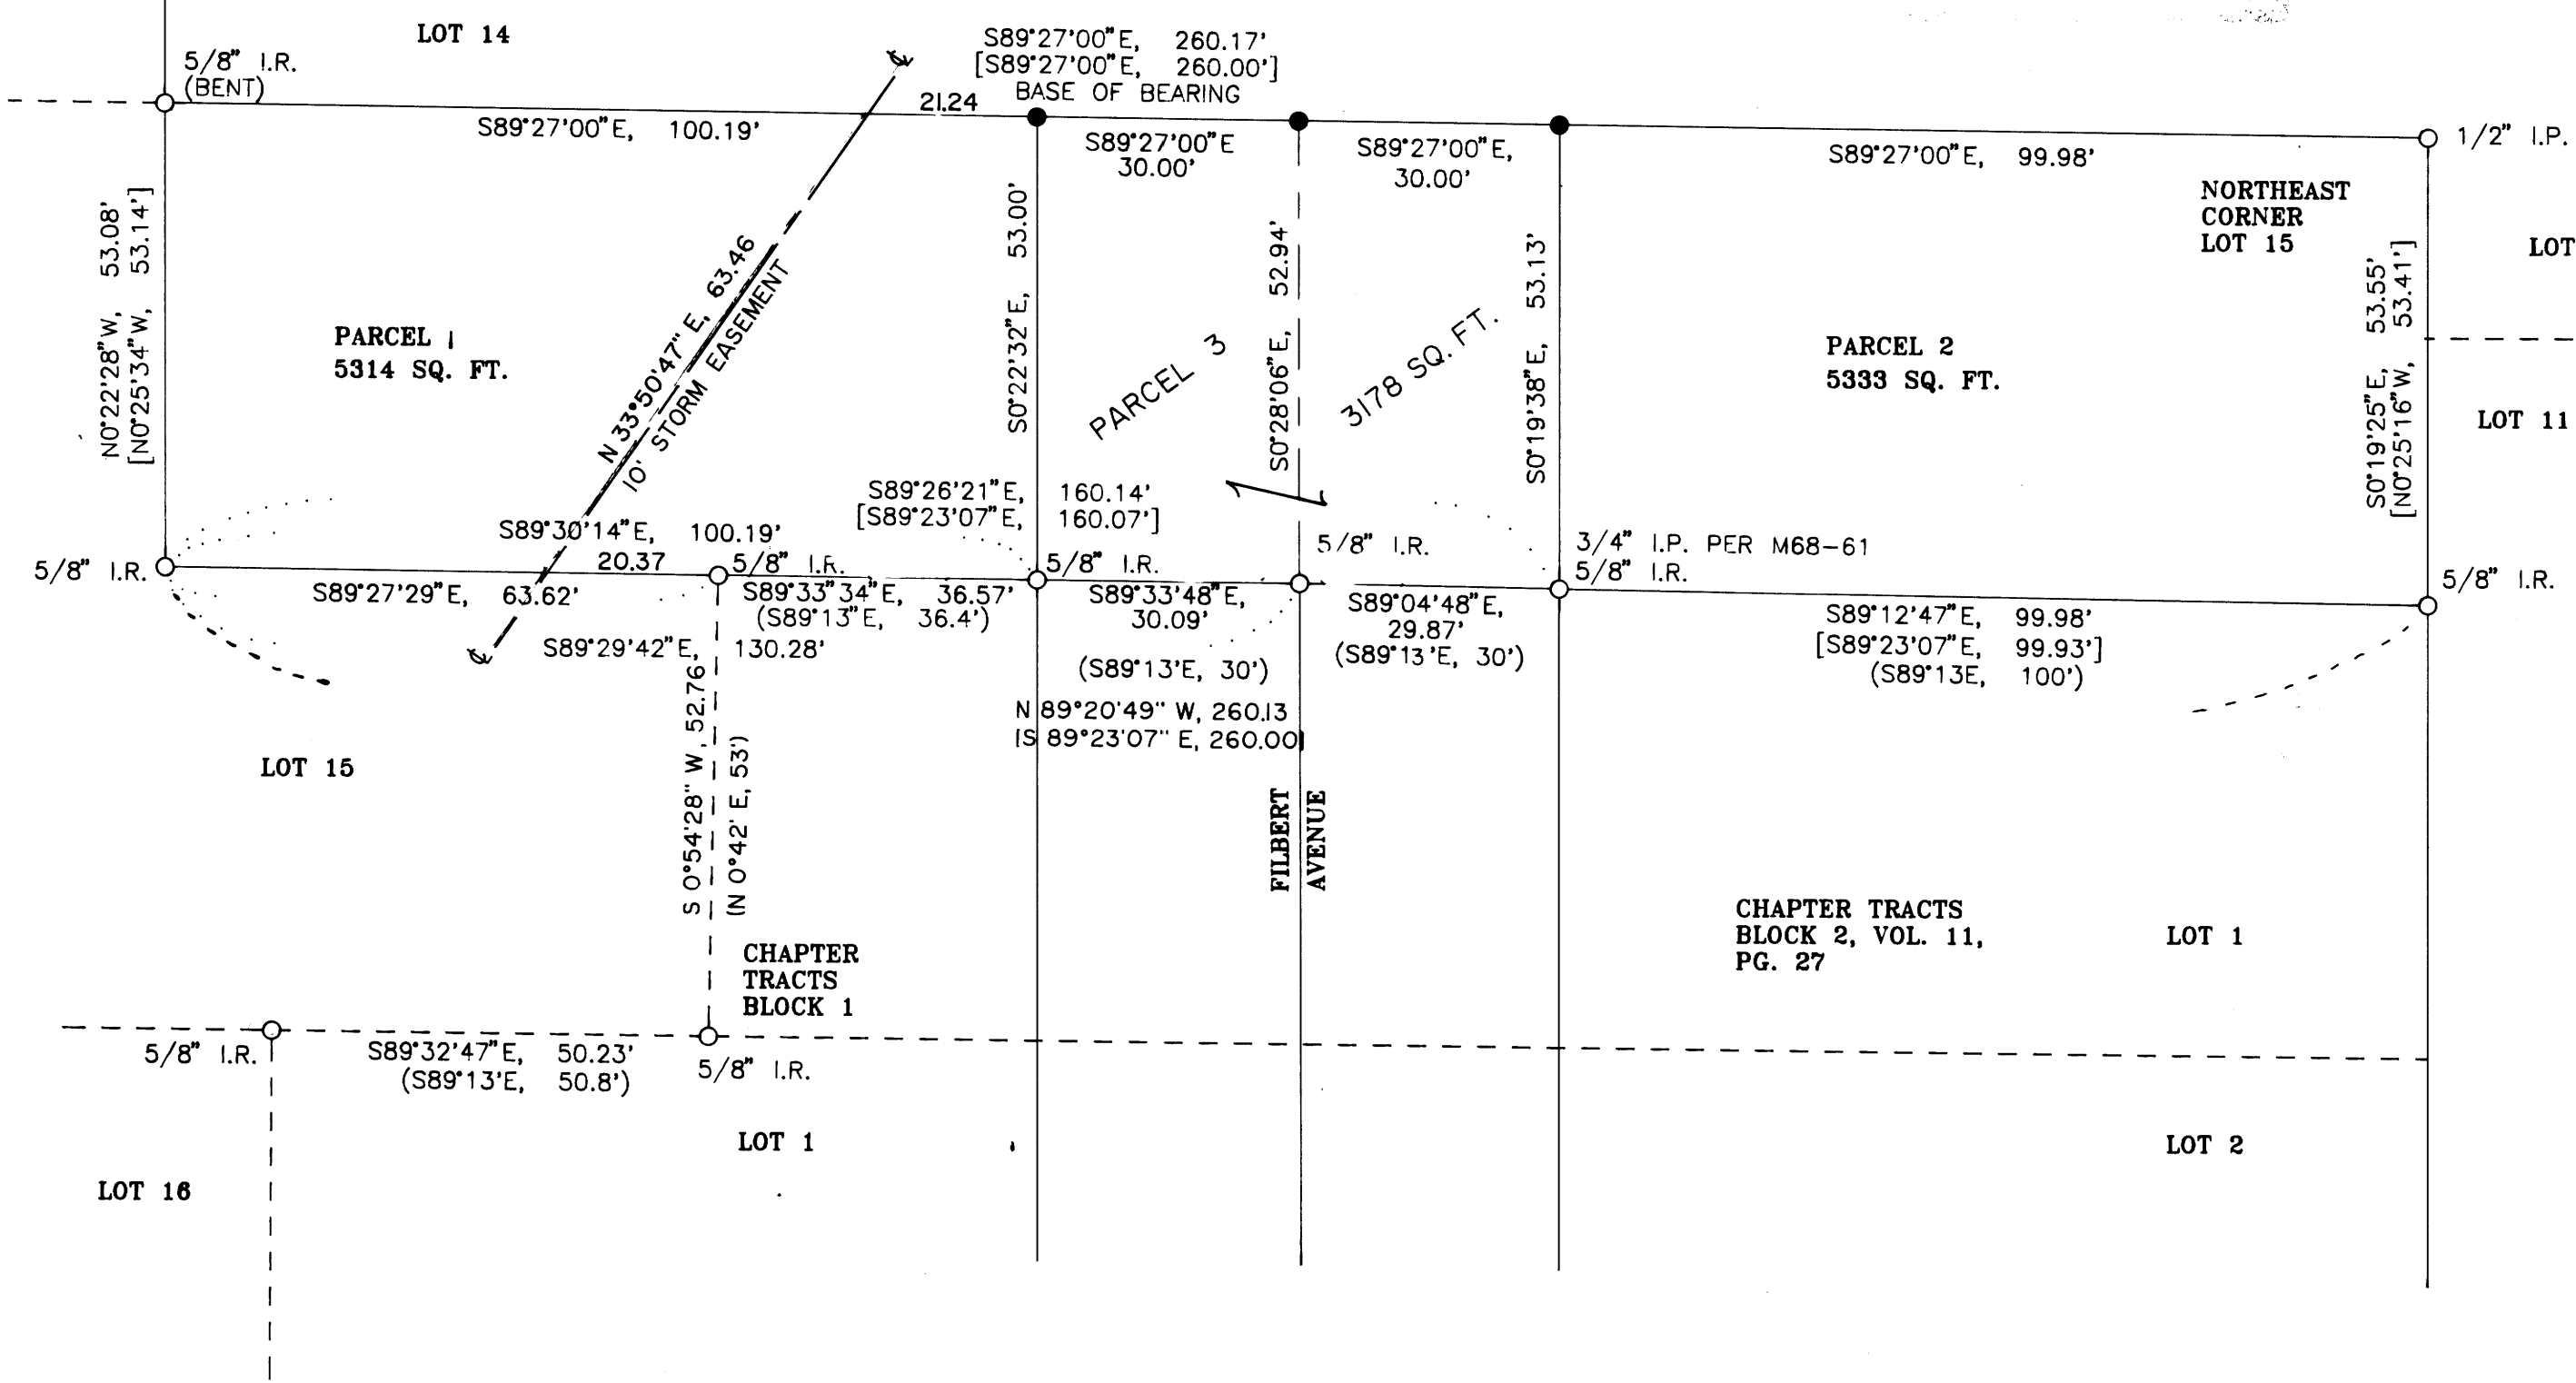 LOT 14
5/8" I.R.
(BENT)
S89°27'00"E, 260.17'
[S89°27'00"E, 260.00']
BASE OF BEARING
℄
21.24
S89°27'00"E, 100.19'
S89°27'00"E
30.00'
S89°27'00"E,
30.00'
S89°27'00"E, 99.98'
1/2" I.P.
NORTHEAST
CORNER
LOT 15
LOT
N0°22'28"W, 53.08'
[N0°25'34"W, 53.14']
PARCEL 1
5314 SQ. FT.
N 33°50'47" E, 63.46
10' STORM EASEMENT
S0°22'32"E, 53.00'
PARCEL 3
S0°28'06"E, 52.94'
3178 SQ. FT.
S0°19'38"E, 53.13'
PARCEL 2
5333 SQ. FT.
S0°19'25"E, 53.55'
[N0°25'16"W, 53.41']
LOT 11
S89°26'21"E, 160.14'
[S89°23'07"E, 160.07']
S89°30'14"E, 100.19'
20.37
5/8" I.R.
5/8" I.R.
5/8" I.R.
5/8" I.R.
3/4" I.P. PER M68-61
5/8" I.R.
5/8" I.R.
S89°27'29"E, 63.62'
S89°33"34"E, 36.57'
(S89°13"E, 36.4')
S89°33'48"E,
30.09'
(S89°13'E, 30')
S89°04'48"E,
29.87'
(S89°13'E, 30')
S89°12'47"E, 99.98'
[S89°23'07"E, 99.93']
(S89°13E, 100')
℄
S89°29'42"E, 130.28'
N 89°20'49" W, 260.13
[S 89°23'07" E, 260.00]
S 0°54'28" W, 52.76
(N 0°42' E, 53')
LOT 15
FILBERT
AVENUE
CHAPTER
TRACTS
BLOCK 1
CHAPTER TRACTS
BLOCK 2, VOL. 11,
PG. 27
LOT 1
5/8" I.R.
S89°32'47"E, 50.23'
(S89°13'E, 50.8')
5/8" I.R.
LOT 1
LOT 2
LOT 16